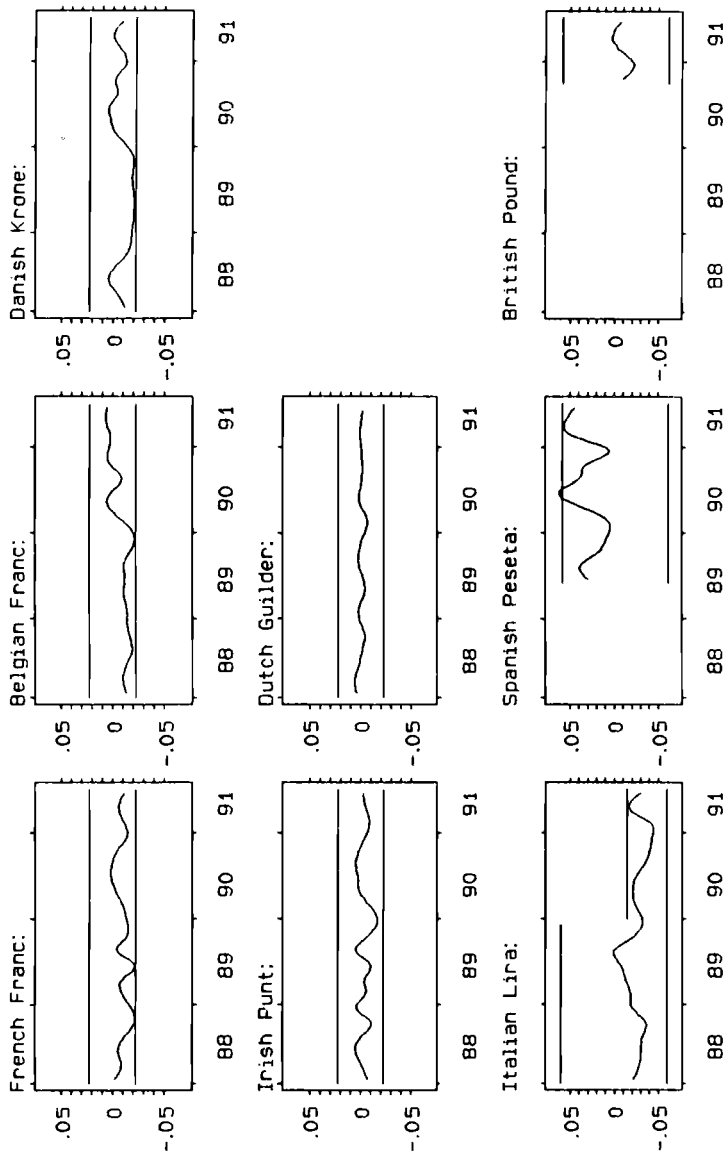 French Franc:
.05
0
-.05
88 89 90 91
Belgian Franc:
.05
0
-.05
88 89 90 91
Danish Krone:
.05
0
-.05
88 89 90 91
Irish Punt:
.05
0
-.05
88 89 90 91
Dutch Guilder:
.05
0
-.05
88 89 90 91
Italian Lira:
.05
0
-.05
88 89 90 91
Spanish Peseta:
.05
0
-.05
88 89 90 91
British Pound:
.05
0
-.05
88 89 90 91